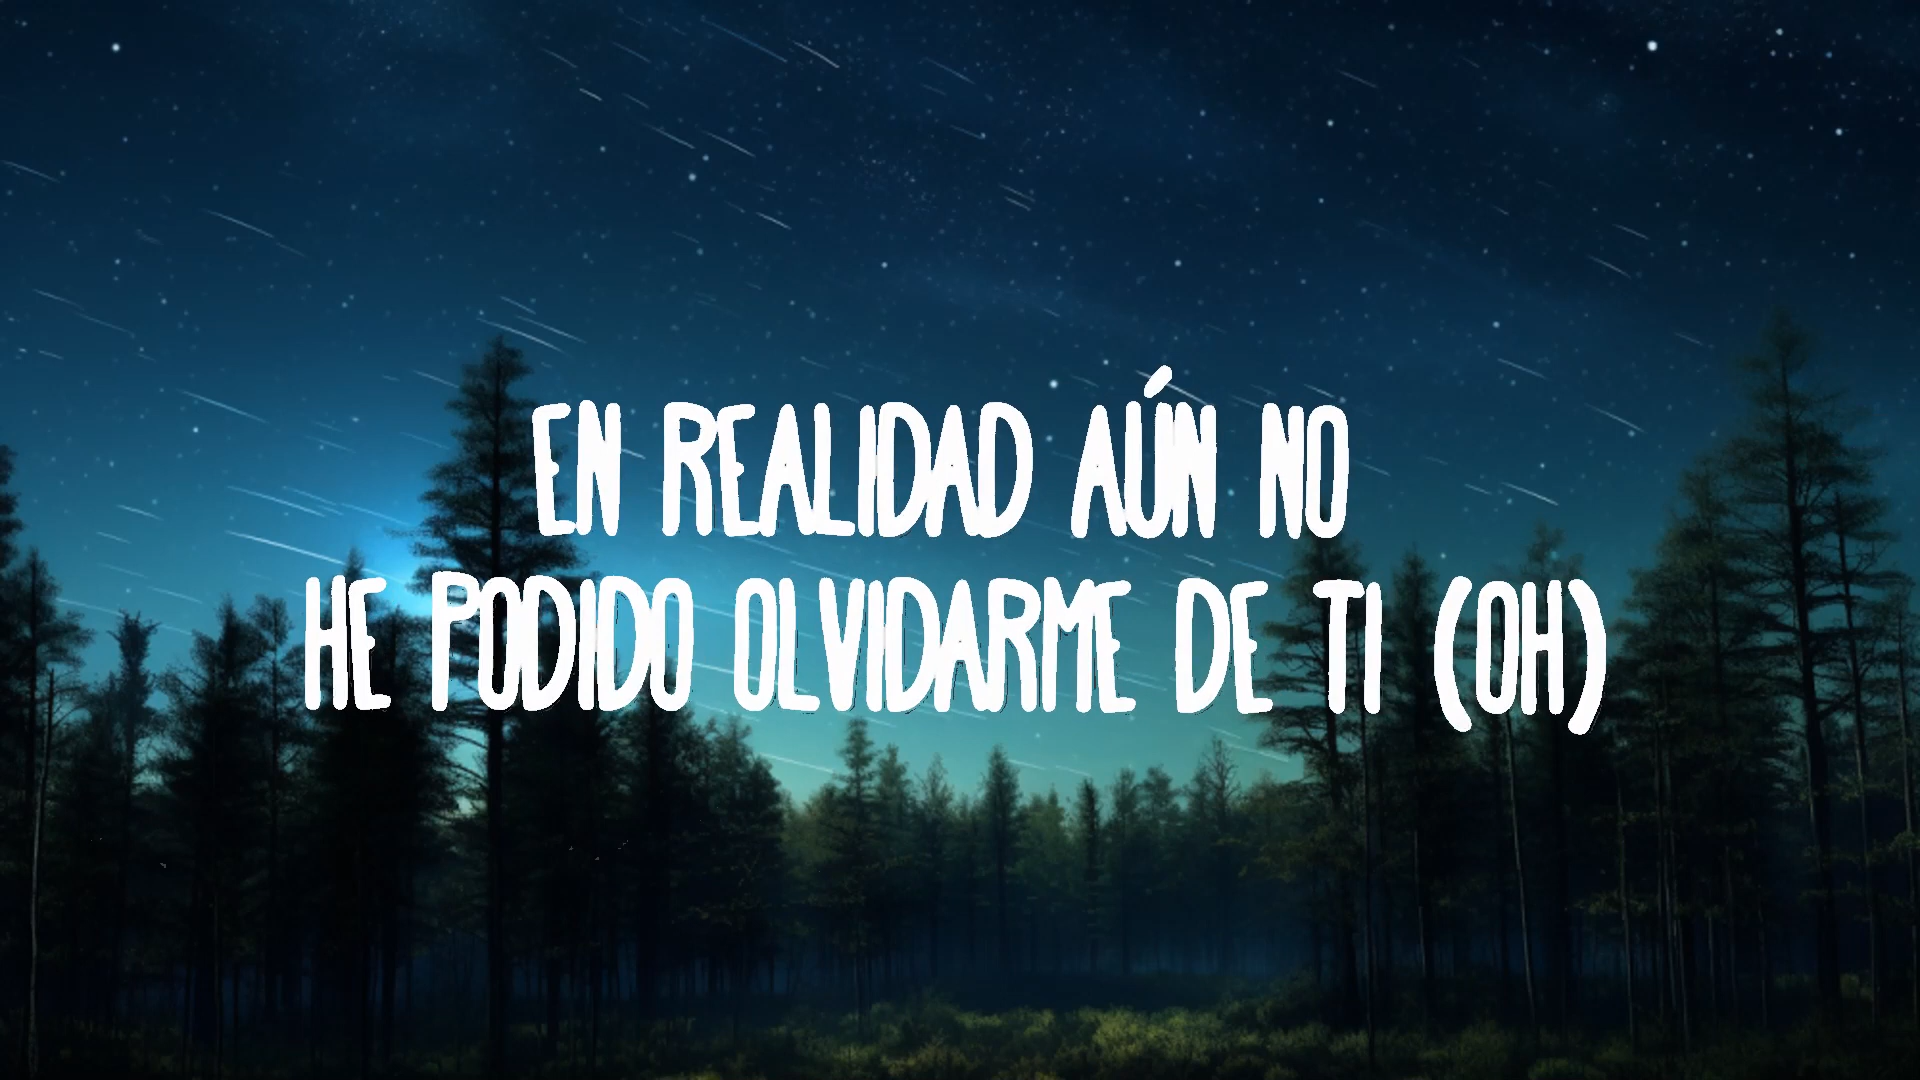 EN REALIDAD AÚN NO
HE PODIDO OLVIDARME DE TI (OH)